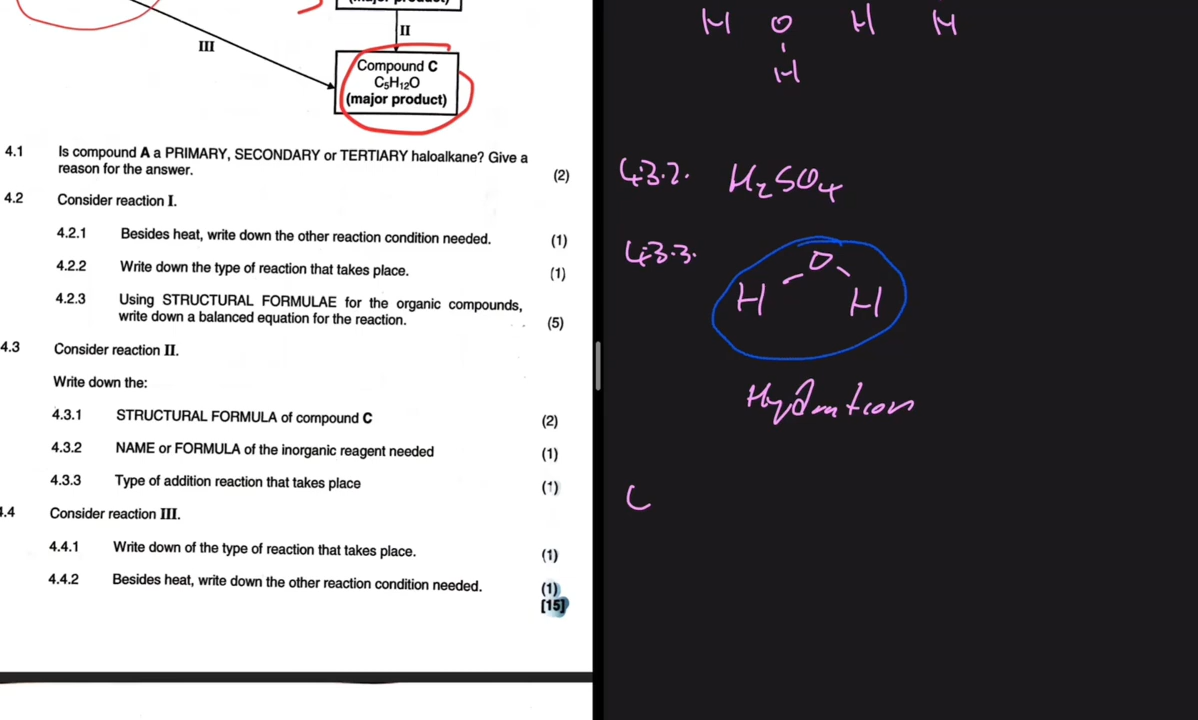 II
III
Compound C
C5H12O
(major product)
4.1 Is compound A a PRIMARY, SECONDARY or TERTIARY haloalkane? Give a
reason for the answer. (2)
4.2 Consider reaction I.
4.2.1 Besides heat, write down the other reaction condition needed. (1)
4.2.2 Write down the type of reaction that takes place. (1)
4.2.3 Using STRUCTURAL FORMULAE for the organic compounds,
write down a balanced equation for the reaction. (5)
4.3 Consider reaction II.
Write down the:
4.3.1 STRUCTURAL FORMULA of compound C (2)
4.3.2 NAME or FORMULA of the inorganic reagent needed (1)
4.3.3 Type of addition reaction that takes place (1)
4.4 Consider reaction III.
4.4.1 Write down of the type of reaction that takes place. (1)
4.4.2 Besides heat, write down the other reaction condition needed. (1)
[15]
H O H H
H
4.3.2. H2SO4
4.3.3.
O
H H
Hydration